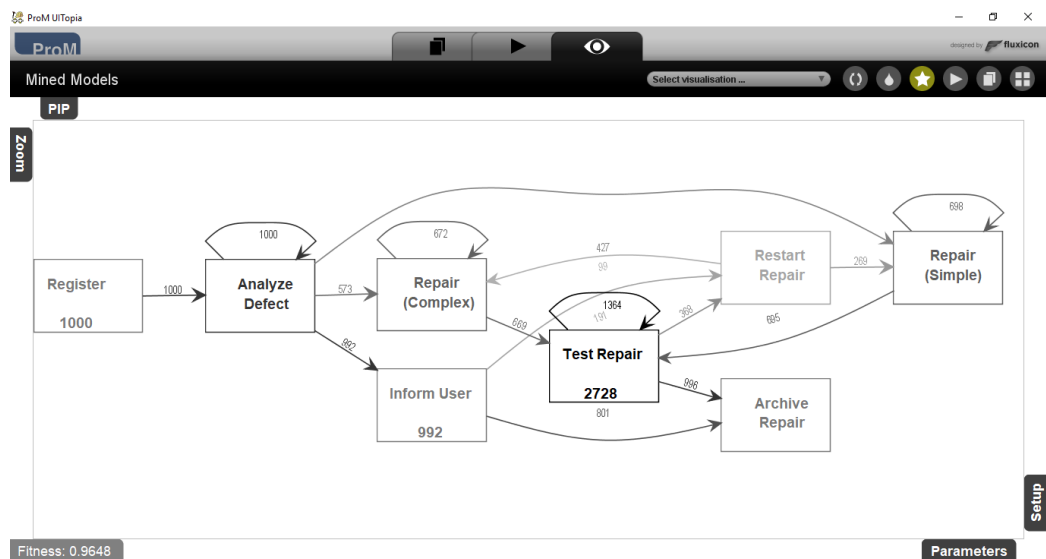 ProM UITopia
ProM
designed by fluxicon
Mined Models
Select visualisation ...
PIP
Zoom
698
1000
672
427
99
Restart
Repair
269
Repair
(Simple)
Register
1000
1000
Analyze
Defect
573
Repair
(Complex)
1364
191
368
695
669
992
Test Repair
2728
996
Inform User
992
801
Archive
Repair
Setup
Fitness: 0.9648
Parameters